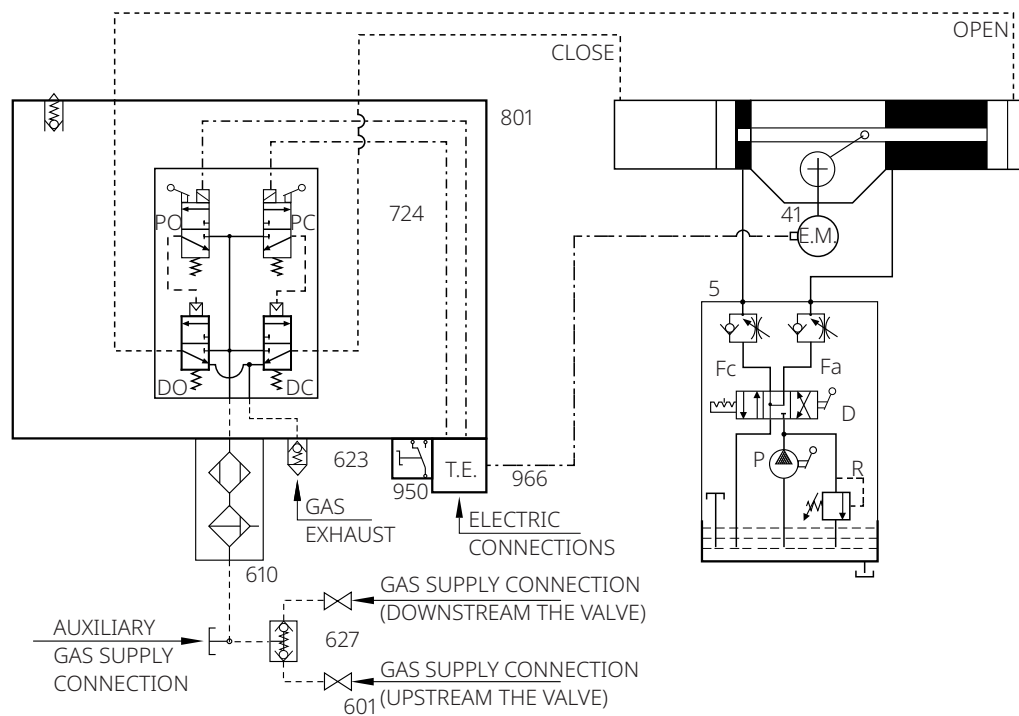 OPEN
CLOSE
801
724
PO
PC
DO
DC
41
E.M.
5
Fc
Fa
D
P
R
623
950
T.E.
966
GAS
EXHAUST
ELECTRIC
CONNECTIONS
610
GAS SUPPLY CONNECTION
(DOWNSTREAM THE VALVE)
627
AUXILIARY
GAS SUPPLY
CONNECTION
GAS SUPPLY CONNECTION
(UPSTREAM THE VALVE)
601